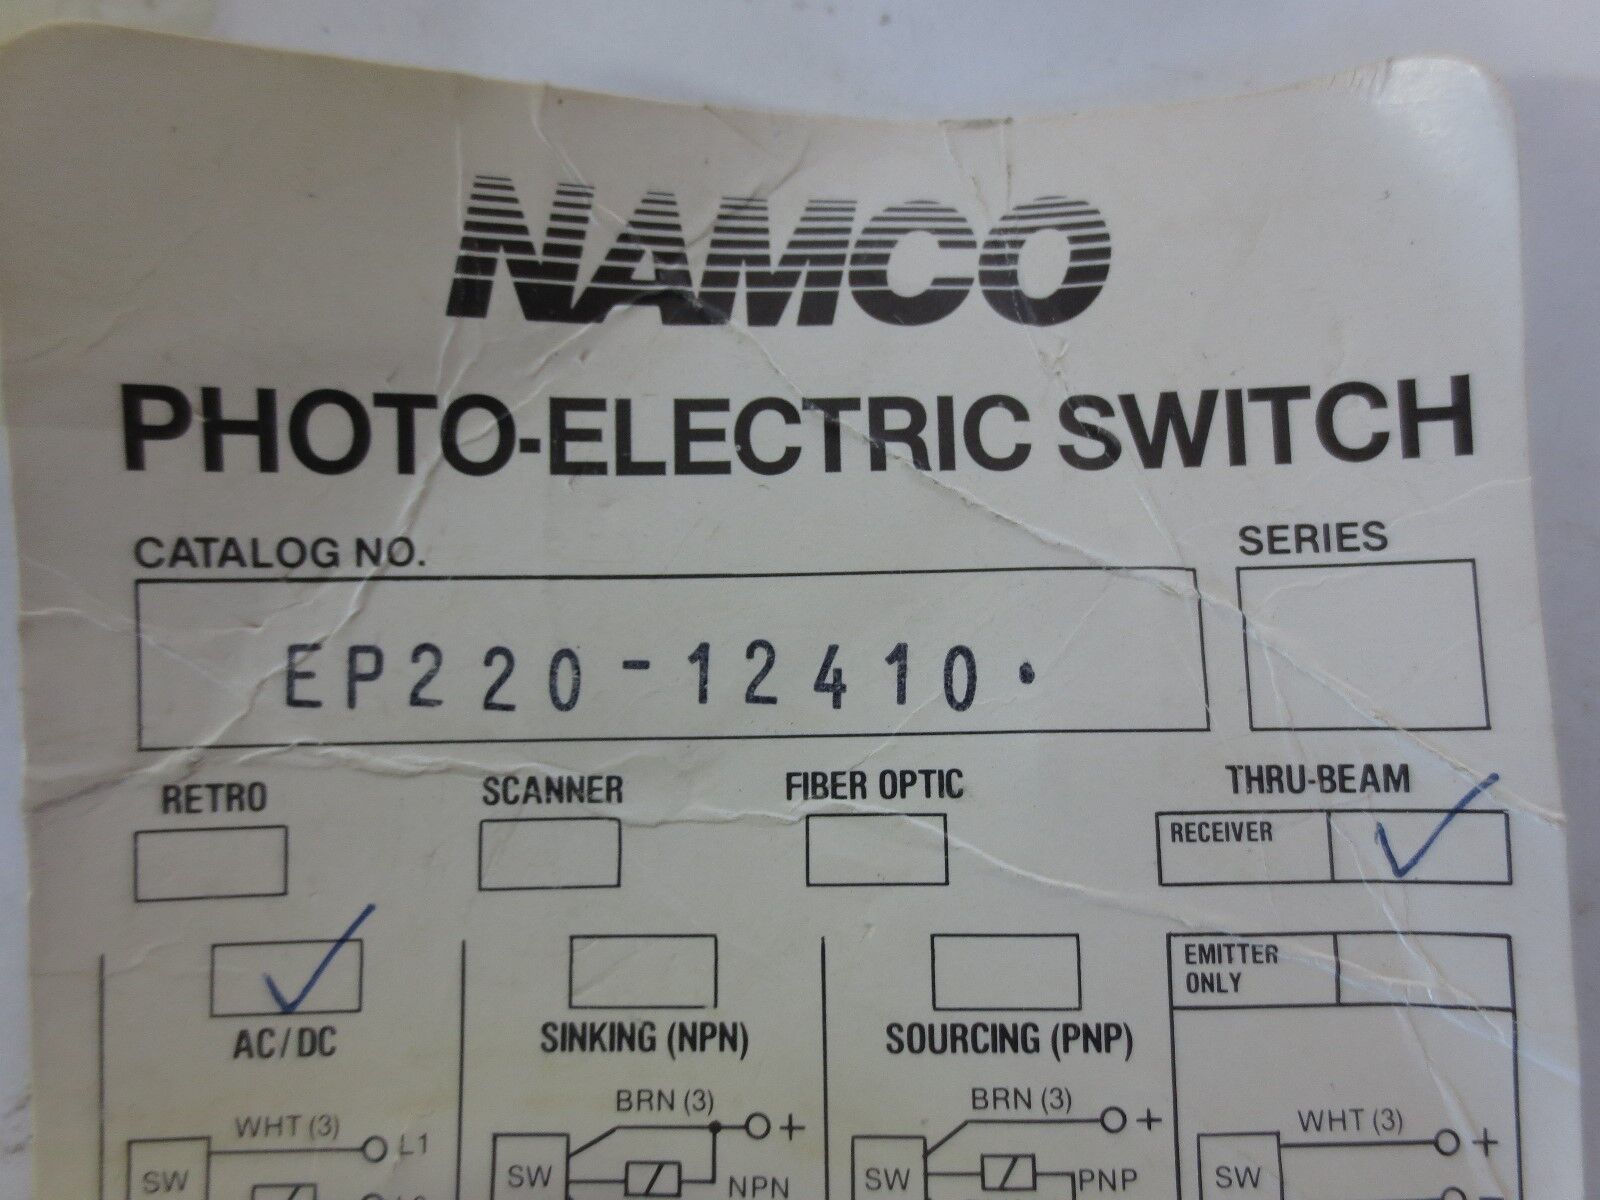 NAMCO
PHOTO-ELECTRIC SWITCH
CATALOG NO. SERIES
EP220-12410.
RETRO SCANNER FIBER OPTIC THRU-BEAM
RECEIVER
EMITTER
ONLY
AC/DC SINKING (NPN) SOURCING (PNP)
WHT (3) BRN (3) BRN (3) WHT (3)
L1 + + +
SW SW NPN SW PNP SW